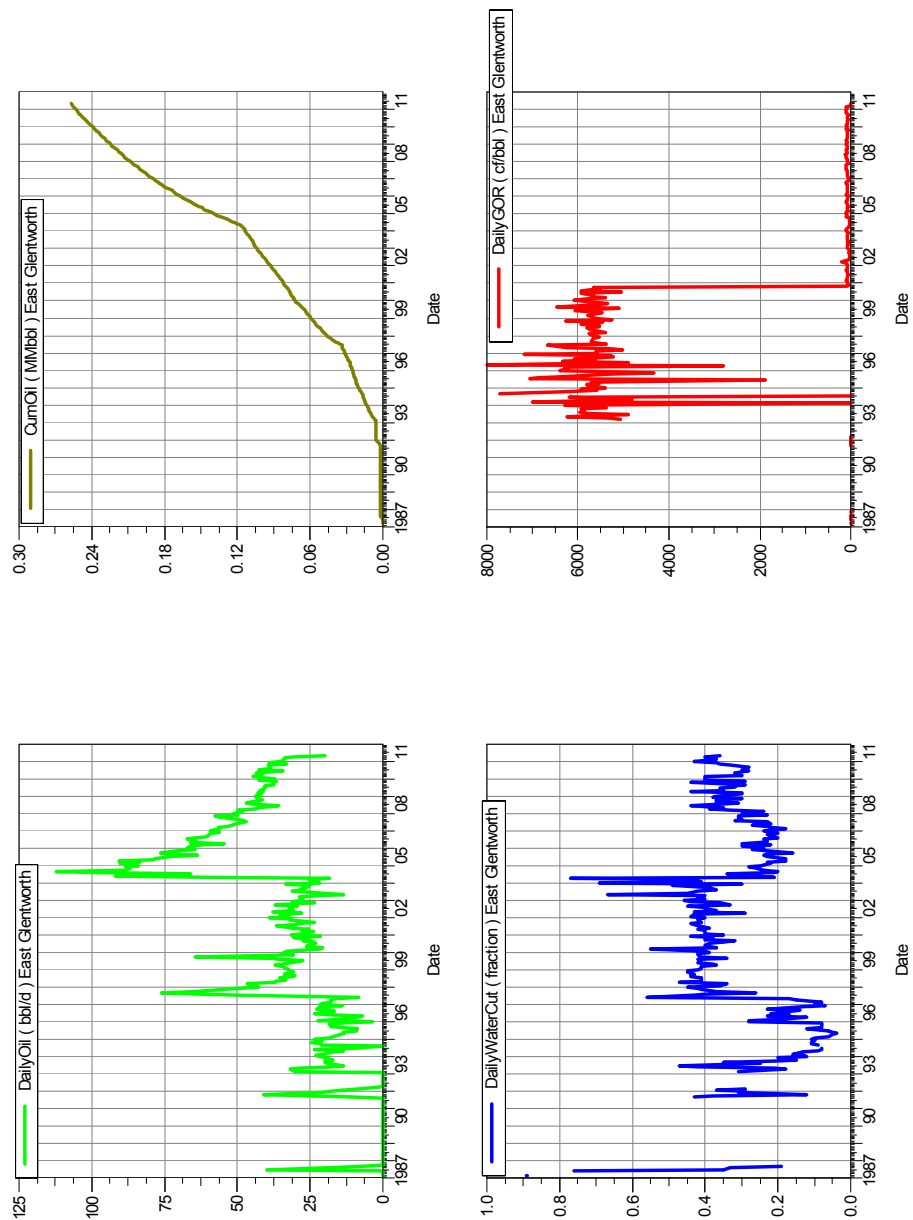 DailyOil ( bbl/d ) East Glentworth
125
100
75
50
25
0
1987 90 93 96 99 02 05 08 11
Date
CumOil ( MMbbl ) East Glentworth
0.30
0.24
0.18
0.12
0.06
0.00
1987 90 93 96 99 02 05 08 11
Date
DailyWaterCut ( fraction ) East Glentworth
1.0
0.8
0.6
0.4
0.2
0.0
1987 90 93 96 99 02 05 08 11
Date
DailyGOR ( cf/bbl ) East Glentworth
8000
6000
4000
2000
0
1987 90 93 96 99 02 05 08 11
Date